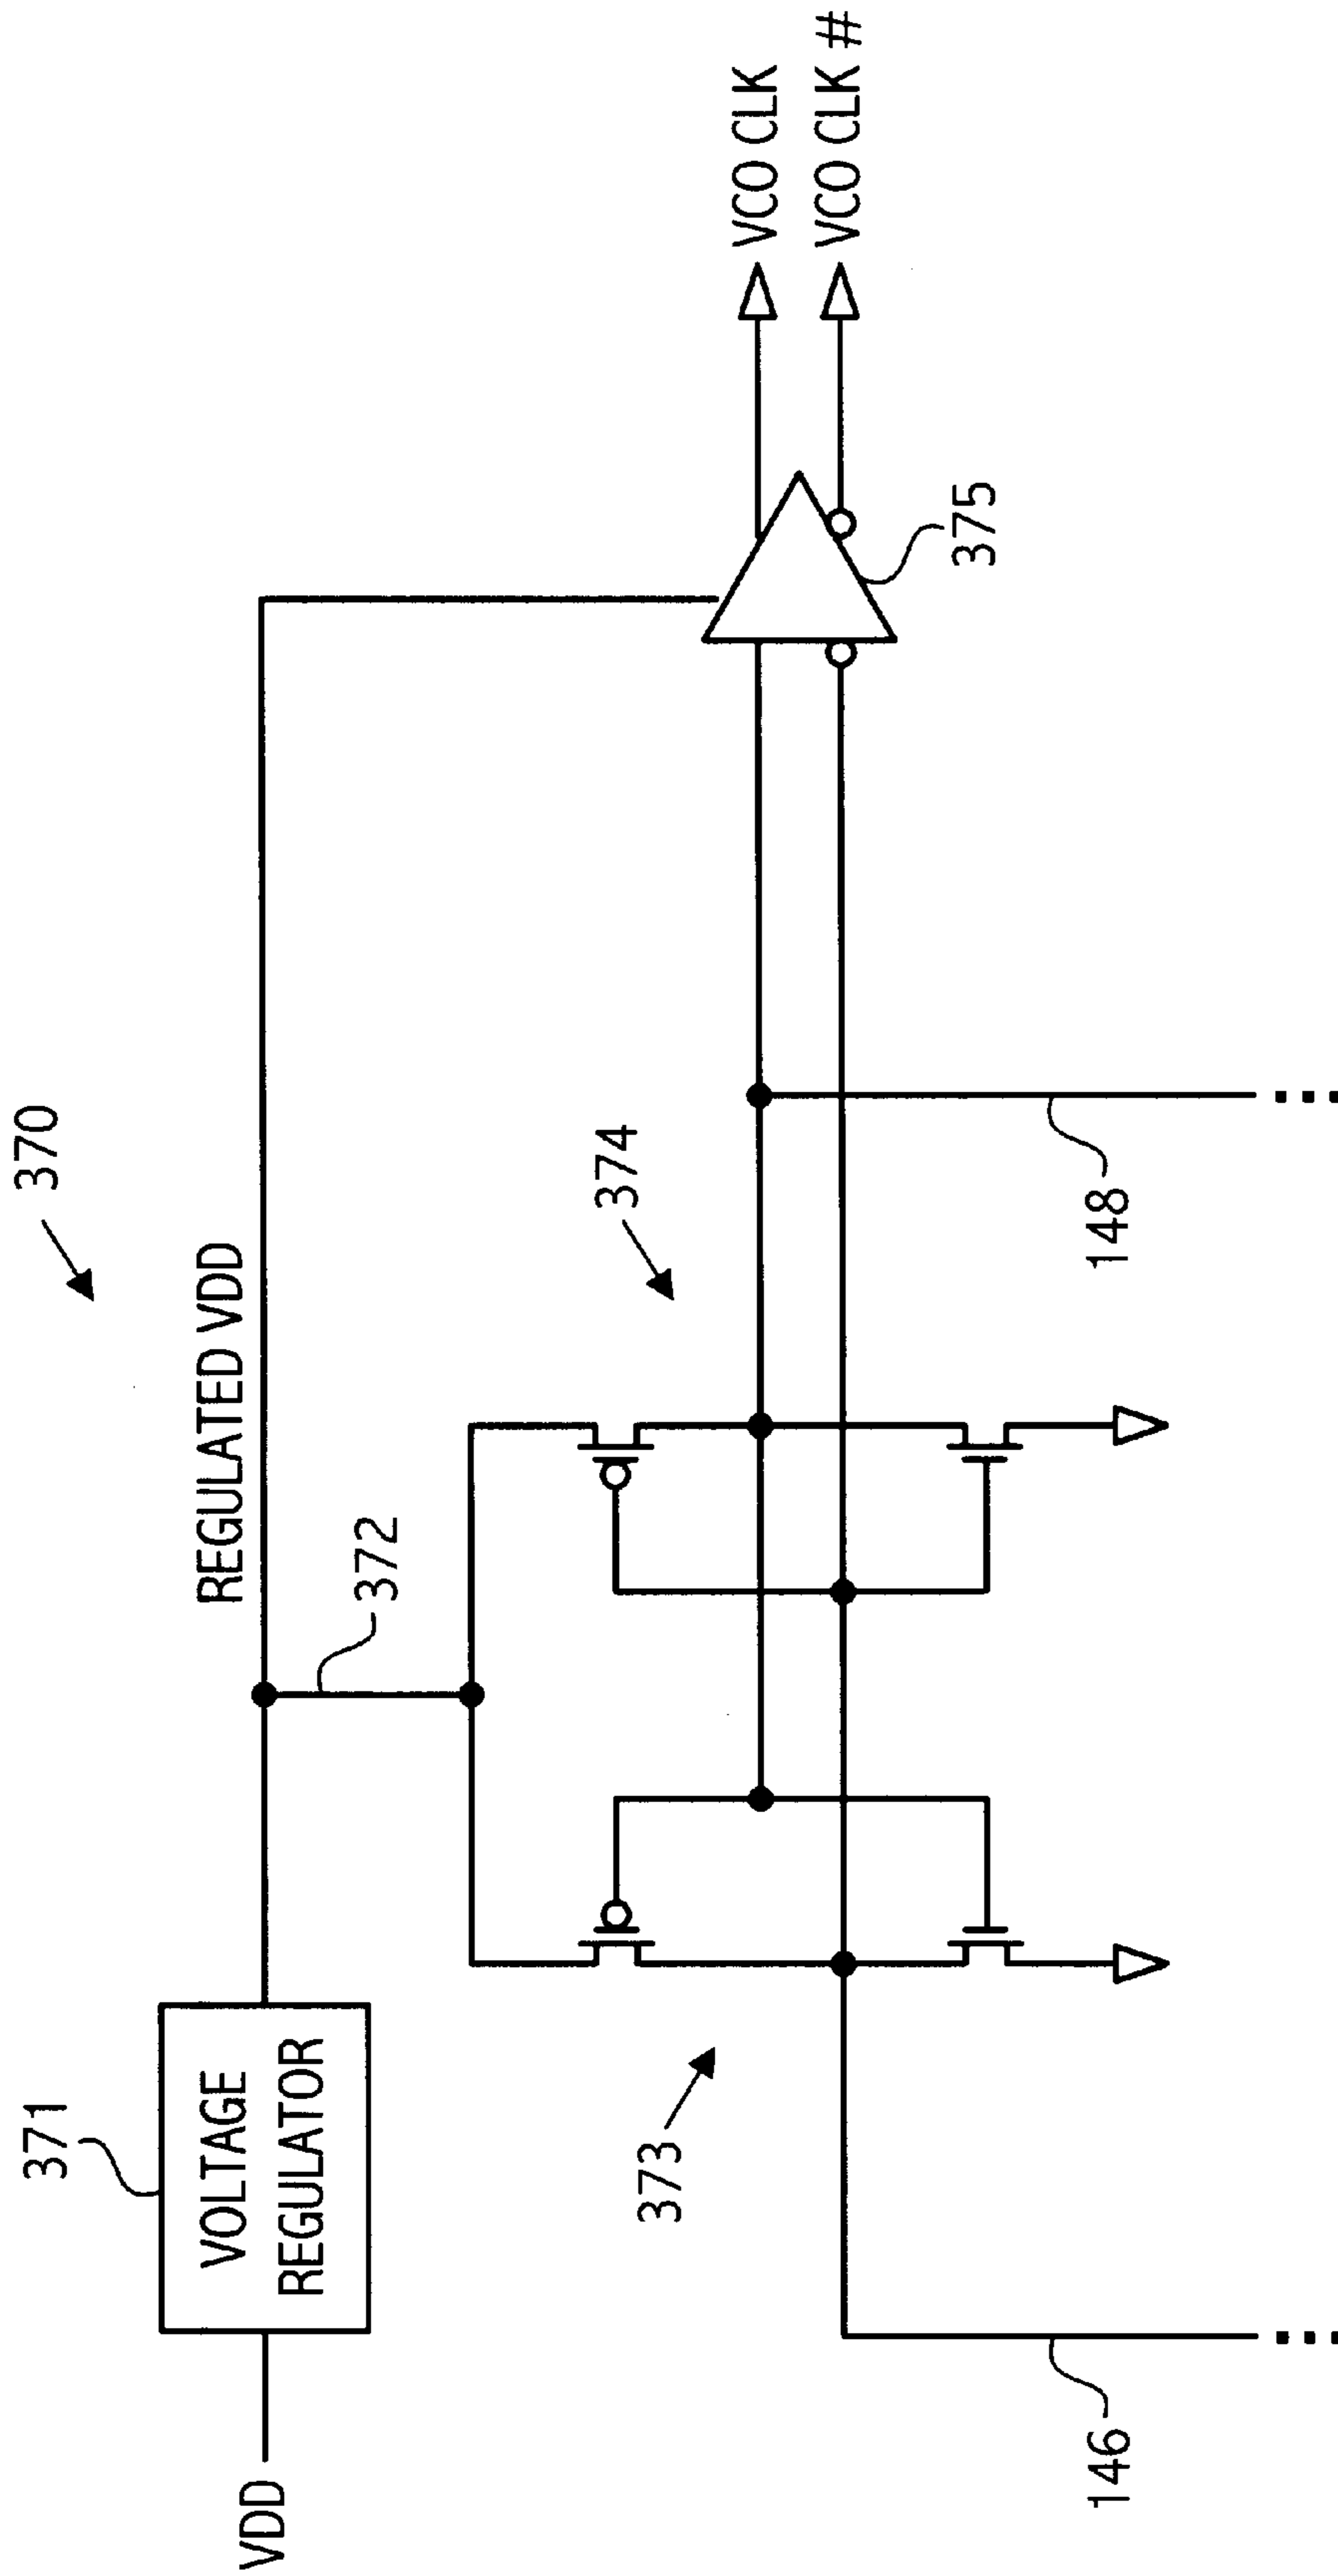 370
371
VOLTAGE
REGULATOR
VDD
REGULATED VDD
372
373
374
375
VCO CLK
VCO CLK #
146
148